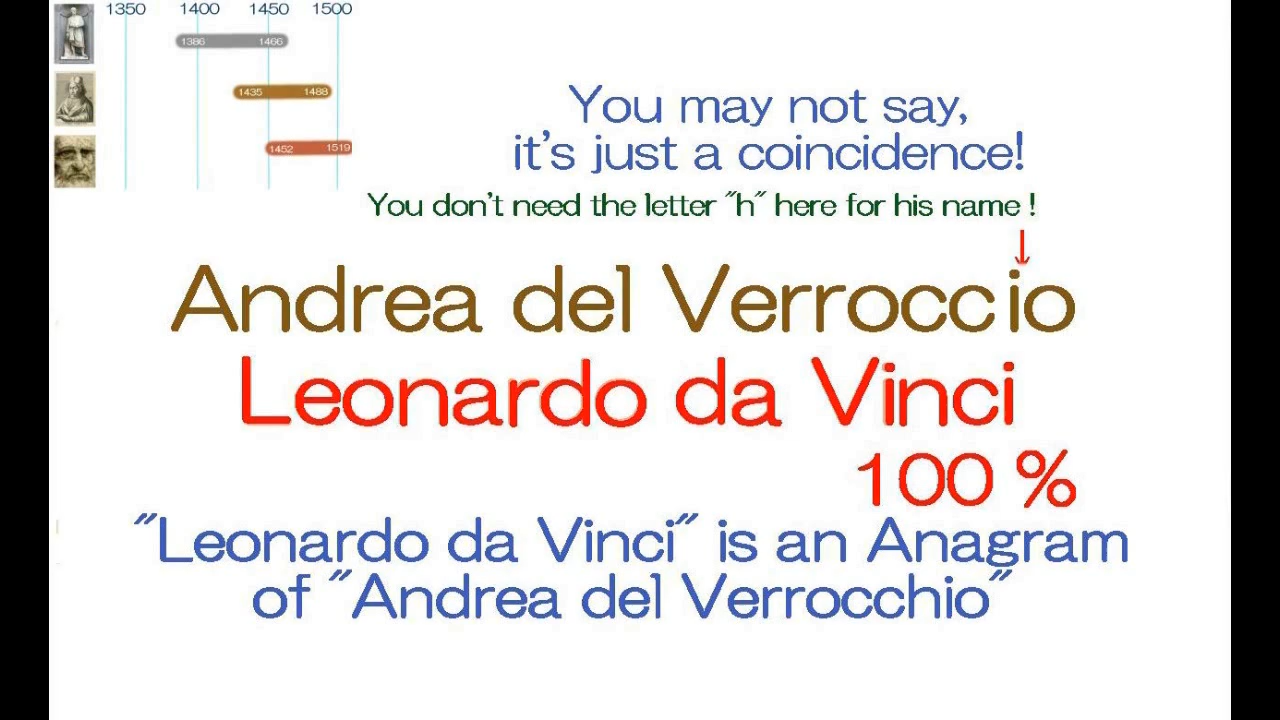 1350 1400 1450 1500
1386 1466
1435 1488
1452 1519
You may not say,
it's just a coincidence!
You don't need the letter "h" here for his name !
↓
Andrea del Verroccio
Leonardo da Vinci
100 %
"Leonardo da Vinci" is an Anagram
of "Andrea del Verrocchio"